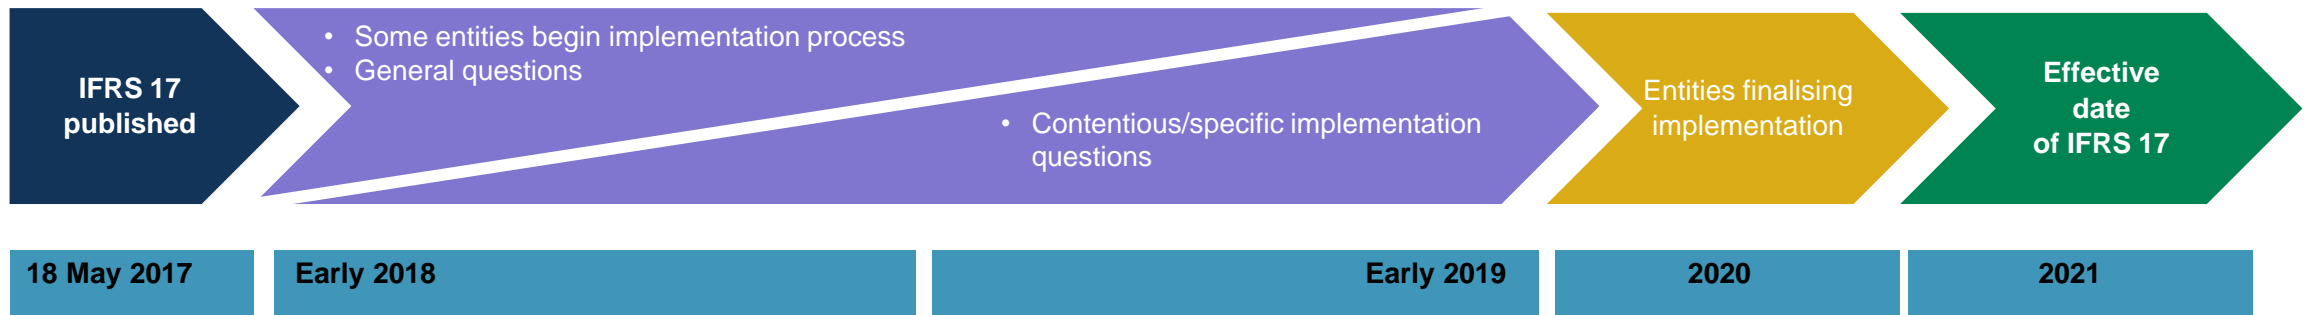 IFRS 17
published
• Some entities begin implementation process
• General questions
• Contentious/specific implementation
questions
Entities finalising
implementation
Effective
date
of IFRS 17
18 May 2017
Early 2018
Early 2019
2020
2021